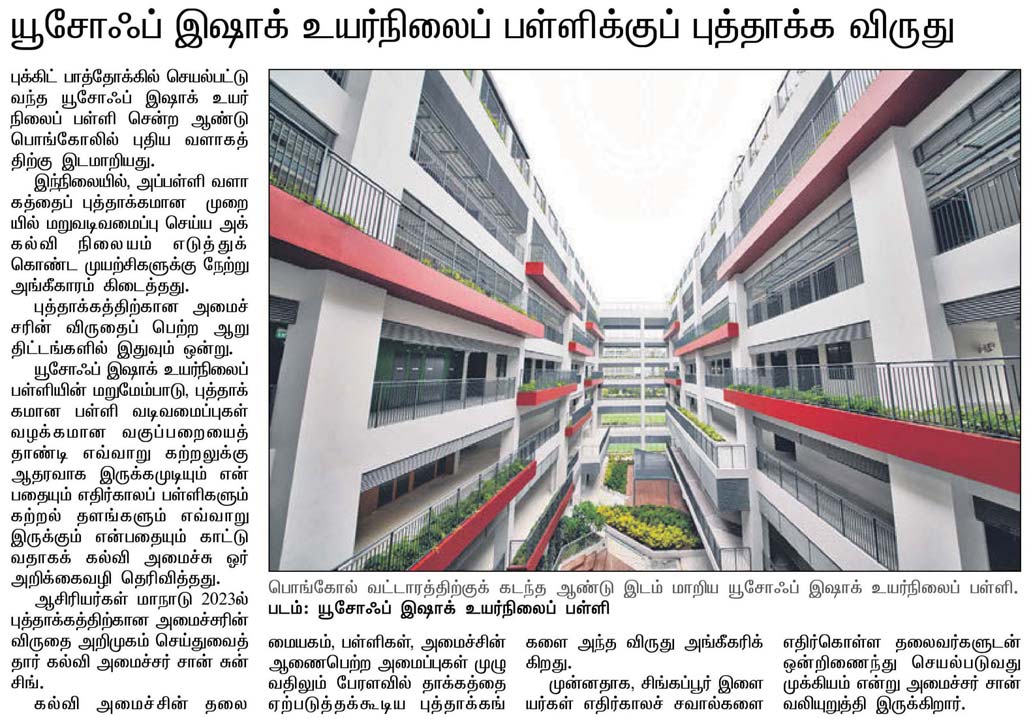 யூசோஃப் இஷாக் உயர்நிலைப் பள்ளிக்குப் புத்தாக்க விருது
புக்கிட் பாத்தோக்கில் செயல்பட்டு
வந்த யூசோஃப் இஷாக் உயர்
நிலைப் பள்ளி சென்ற ஆண்டு
பொங்கோலில் புதிய வளாகத்
திற்கு இடமாறியது.
இந்நிலையில், அப்பள்ளி வளா
கத்தைப் புத்தாக்கமான முறை
யில் மறுவடிவமைப்பு செய்ய அக்
கல்வி நிலையம் எடுத்துக்
கொண்ட முயற்சிகளுக்கு நேற்று
அங்கீகாரம் கிடைத்தது.
புத்தாக்கத்திற்கான அமைச்
சரின் விருதைப் பெற்ற ஆறு
திட்டங்களில் இதுவும் ஒன்று.
யூசோஃப் இஷாக் உயர்நிலைப்
பள்ளியின் மறுமேம்பாடு, புத்தாக்
கமான பள்ளி வடிவமைப்புகள்
வழக்கமான வகுப்பறையைத்
தாண்டி எவ்வாறு கற்றலுக்கு
ஆதரவாக இருக்கமுடியும் என்
பதையும் எதிர்காலப் பள்ளிகளும்
கற்றல் தளங்களும் எவ்வாறு
இருக்கும் என்பதையும் காட்டு
வதாகக் கல்வி அமைச்சு ஓர்
அறிக்கைவழி தெரிவித்தது.
ஆசிரியர்கள் மாநாடு 2023ல்
புத்தாக்கத்திற்கான அமைச்சரின்
விருதை அறிமுகம் செய்துவைத்
தார் கல்வி அமைச்சர் சான் சுன்
சிங்.
கல்வி அமைச்சின் தலை
பொங்கோல் வட்டாரத்திற்குக் கடந்த ஆண்டு இடம் மாறிய யூசோஃப் இஷாக் உயர்நிலைப் பள்ளி.
படம்: யூசோஃப் இஷாக் உயர்நிலைப் பள்ளி
மையகம், பள்ளிகள், அமைச்சின்
ஆணைபெற்ற அமைப்புகள் முழு
வதிலும் பேரளவில் தாக்கத்தை
ஏற்படுத்தக்கூடிய புத்தாக்கங்
களை அந்த விருது அங்கீகரிக்
கிறது.
முன்னதாக, சிங்கப்பூர் இளை
யர்கள் எதிர்காலச் சவால்களை
எதிர்கொள்ள தலைவர்களுடன்
ஒன்றிணைந்து செயல்படுவது
முக்கியம் என்று அமைச்சர் சான்
வலியுறுத்தி இருக்கிறார்.